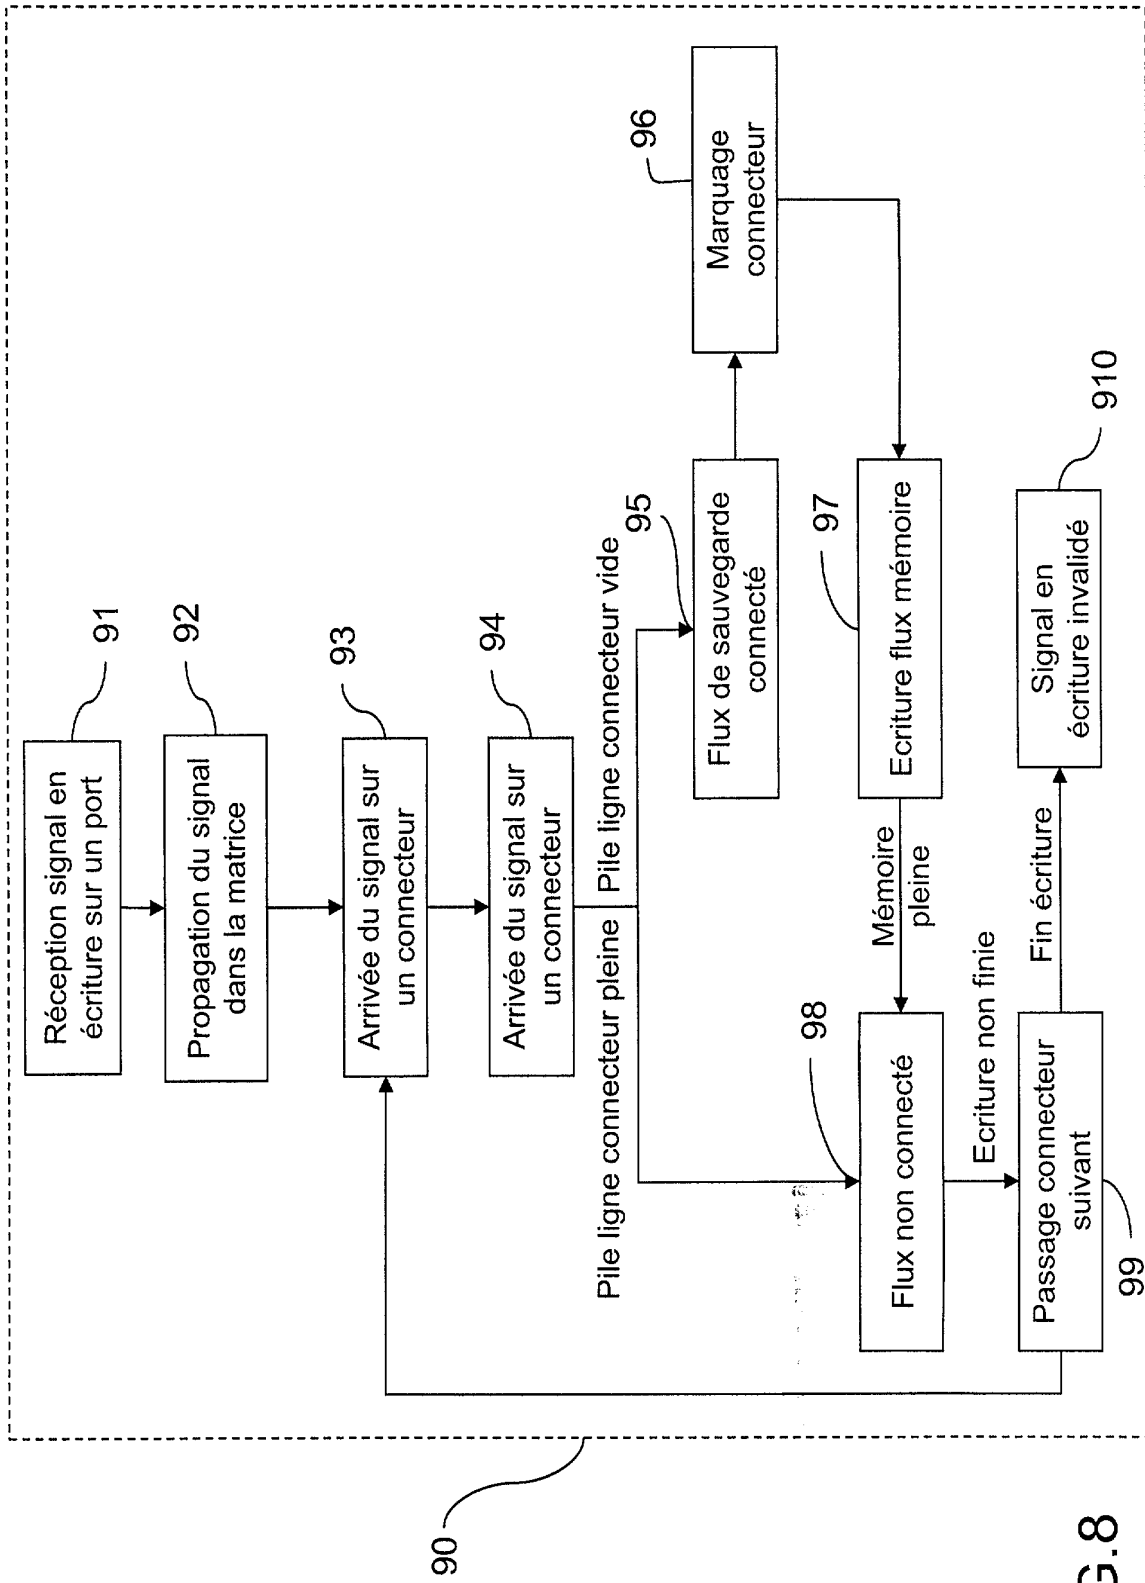 91
Réception signal en
écriture sur un port
92
Propagation du signal
dans la matrice
93
Arrivée du signal sur
un connecteur
94
Arrivée du signal sur
un connecteur
Pile ligne connecteur pleine
Pile ligne connecteur vide
95
Flux de sauvegarde
connecté
96
Marquage
connecteur
97
Ecriture flux mémoire
Mémoire
pleine
98
Flux non connecté
Ecriture non finie
99
Passage connecteur
suivant
Fin écriture
910
Signal en
écriture invalidé
90
G.8